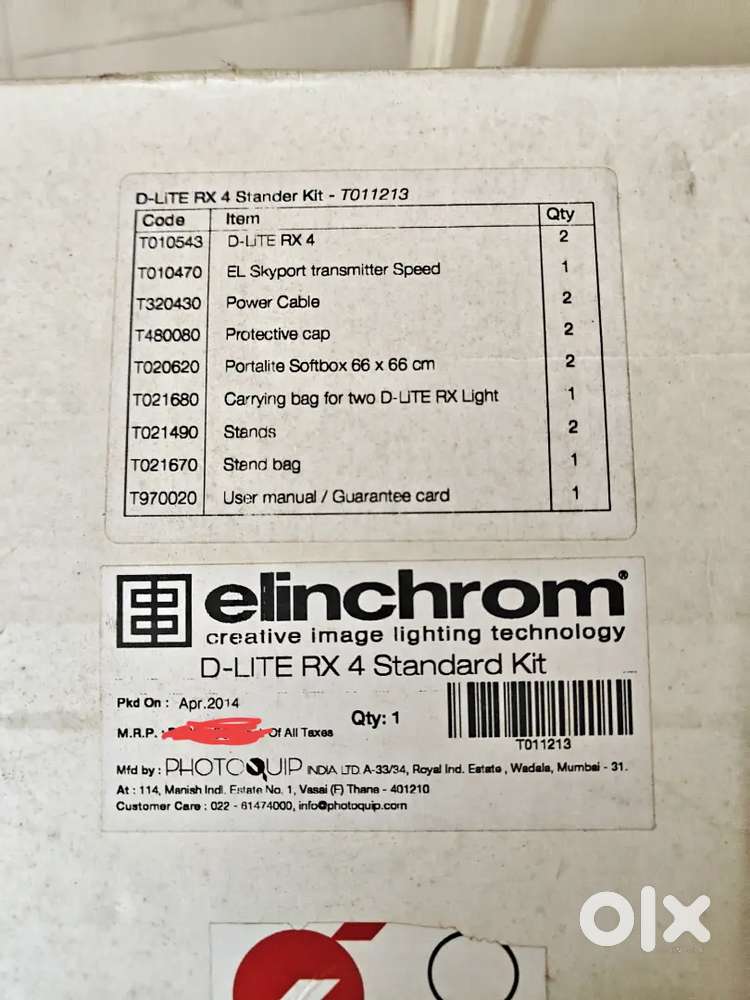 D-LiTE RX 4 Stander Kit - T011213
Code Item Qty
T010543 D-LiTE RX 4 2
T010470 EL Skyport transmitter Speed 1
T320430 Power Cable 2
T480080 Protective cap 2
T020620 Portalite Softbox 66 x 66 cm 2
T021680 Carrying bag for two D-LITE RX Light 1
T021490 Stands 2
T021670 Stand bag 1
T970020 User manual / Guarantee card 1
elinchrom®
creative image lighting technology
D-LITE RX 4 Standard Kit
Pkd On : Apr.2014
Qty: 1
M.R.P. : Of All Taxes
T011213
Mfd by : PHOTOQUIP INDIA LTD. A-33/34, Royal Ind. Estate, Wadala, Mumbai - 31.
At : 114, Manish Indl. Estate No. 1, Vasai (E) Thane - 401210
Customer Care : 022 - 61474000, info@photoquip.com
olx